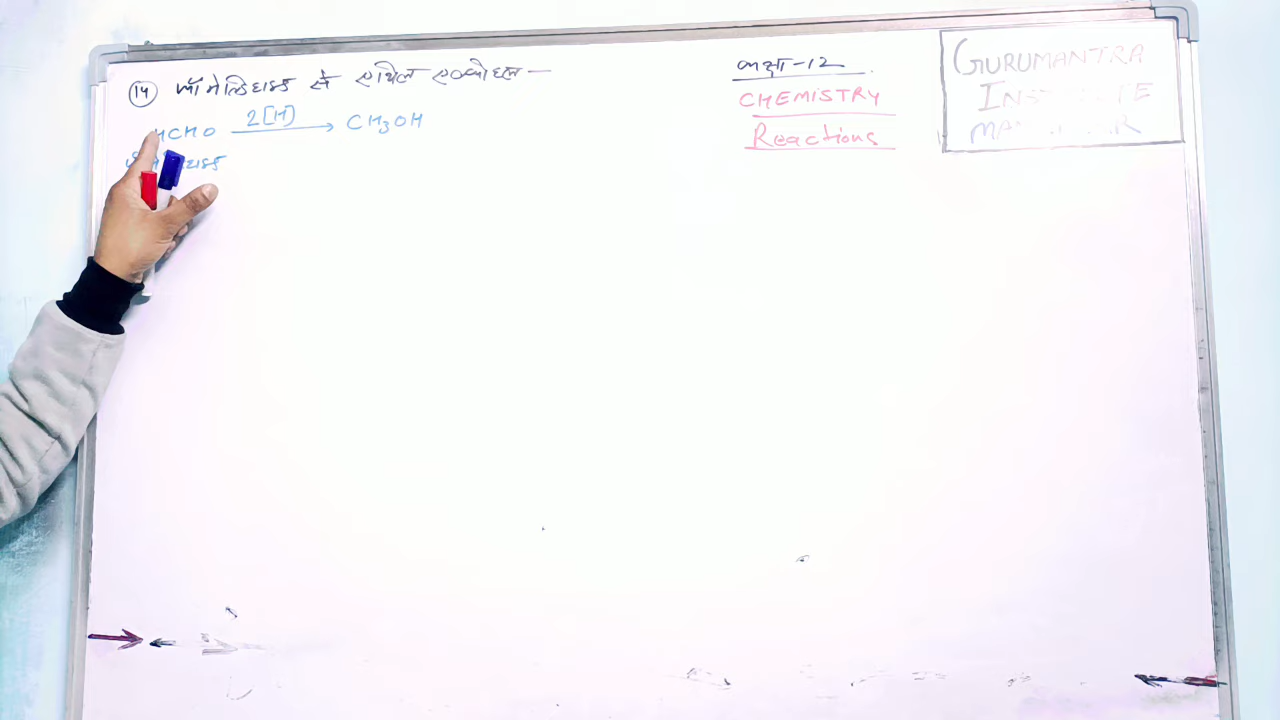 14 फॉर्मेल्डिहाइड से एथिल एल्कोहल —
HCHO 2[H] → CH3OH
कक्षा-12
CHEMISTRY
Reactions
GURUMANTRA